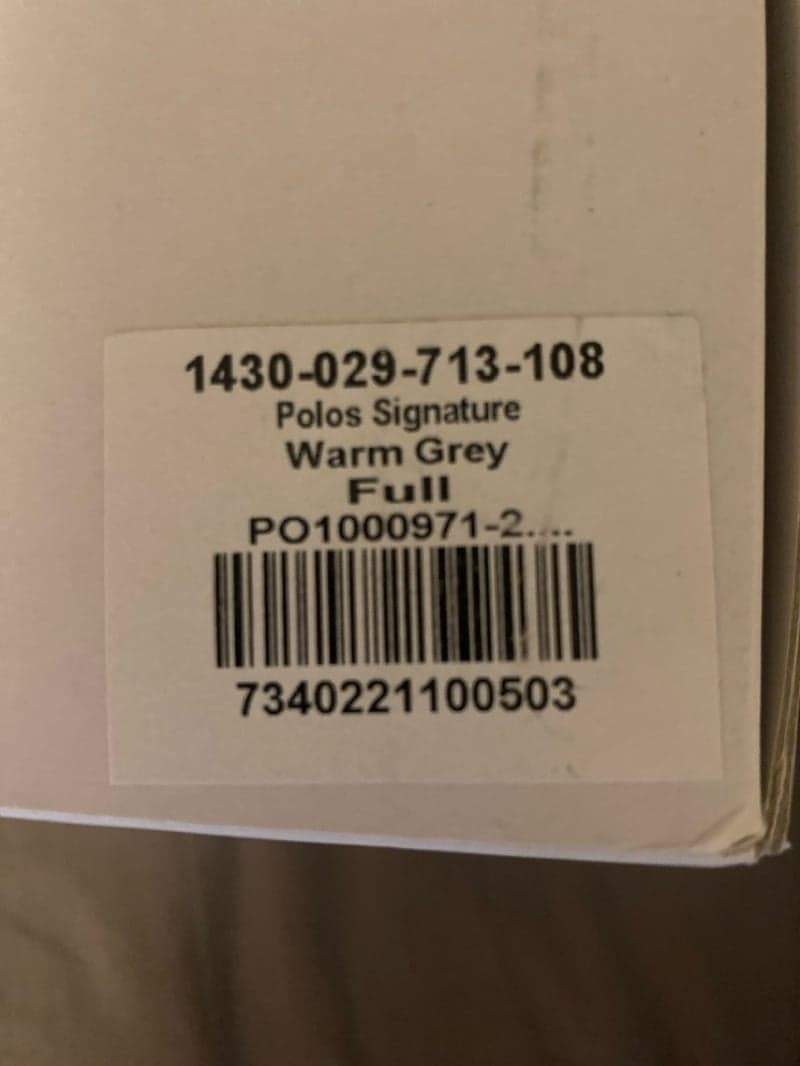 1430-029-713-108
Polos Signature
Warm Grey
Full
PO1000971-2....
7340221100503